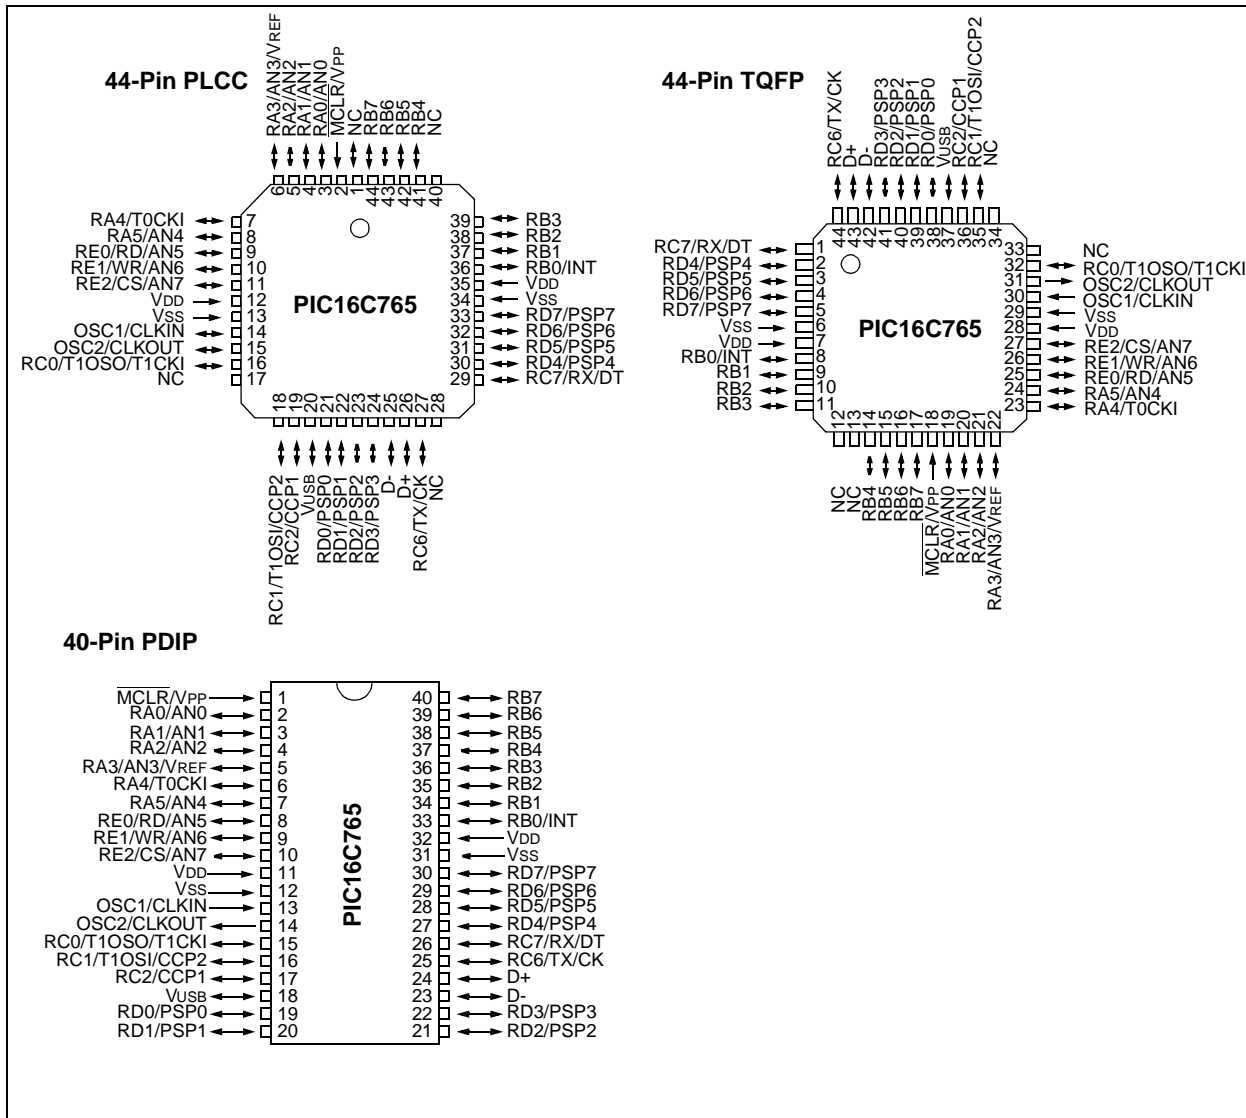 44-Pin PLCC
RA3/AN3/VREF
RA2/AN2
RA1/AN1
RA0/AN0
MCLR/VPP
NC
RB7
RB6
RB5
RB4
NC
6
5
4
3
2
1
44
43
42
41
40
RA4/T0CKI 7
RA5/AN4 8
RE0/RD/AN5 9
RE1/WR/AN6 10
RE2/CS/AN7 11
VDD 12
VSS 13
OSC1/CLKIN 14
OSC2/CLKOUT 15
RC0/T1OSO/T1CKI 16
NC 17
PIC16C765
39 RB3
38 RB2
37 RB1
36 RB0/INT
35 VDD
34 VSS
33 RD7/PSP7
32 RD6/PSP6
31 RD5/PSP5
30 RD4/PSP4
29 RC7/RX/DT
18
19
20
21
22
23
24
25
26
27
28
RC1/T1OSI/CCP2
RC2/CCP1
VUSB
RD0/PSP0
RD1/PSP1
RD2/PSP2
RD3/PSP3
D-
D+
RC6/TX/CK
NC
44-Pin TQFP
RC6/TX/CK
D+
D-
RD3/PSP3
RD2/PSP2
RD1/PSP1
RD0/PSP0
VUSB
RC2/CCP1
RC1/T1OSI/CCP2
NC
44
43
42
41
40
39
38
37
36
35
34
RC7/RX/DT 1
RD4/PSP4 2
RD5/PSP5 3
RD6/PSP6 4
RD7/PSP7 5
VSS 6
VDD 7
RB0/INT 8
RB1 9
RB2 10
RB3 11
PIC16C765
33 NC
32 RC0/T1OSO/T1CKI
31 OSC2/CLKOUT
30 OSC1/CLKIN
29 VSS
28 VDD
27 RE2/CS/AN7
26 RE1/WR/AN6
25 RE0/RD/AN5
24 RA5/AN4
23 RA4/T0CKI
12
13
14
15
16
17
18
19
20
21
22
NC
NC
RB4
RB5
RB6
RB7
MCLR/VPP
RA0/AN0
RA1/AN1
RA2/AN2
RA3/AN3/VREF
40-Pin PDIP
MCLR/VPP 1
RA0/AN0 2
RA1/AN1 3
RA2/AN2 4
RA3/AN3/VREF 5
RA4/T0CKI 6
RA5/AN4 7
RE0/RD/AN5 8
RE1/WR/AN6 9
RE2/CS/AN7 10
VDD 11
VSS 12
OSC1/CLKIN 13
OSC2/CLKOUT 14
RC0/T1OSO/T1CKI 15
RC1/T1OSI/CCP2 16
RC2/CCP1 17
VUSB 18
RD0/PSP0 19
RD1/PSP1 20
PIC16C765
40 RB7
39 RB6
38 RB5
37 RB4
36 RB3
35 RB2
34 RB1
33 RB0/INT
32 VDD
31 VSS
30 RD7/PSP7
29 RD6/PSP6
28 RD5/PSP5
27 RD4/PSP4
26 RC7/RX/DT
25 RC6/TX/CK
24 D+
23 D-
22 RD3/PSP3
21 RD2/PSP2